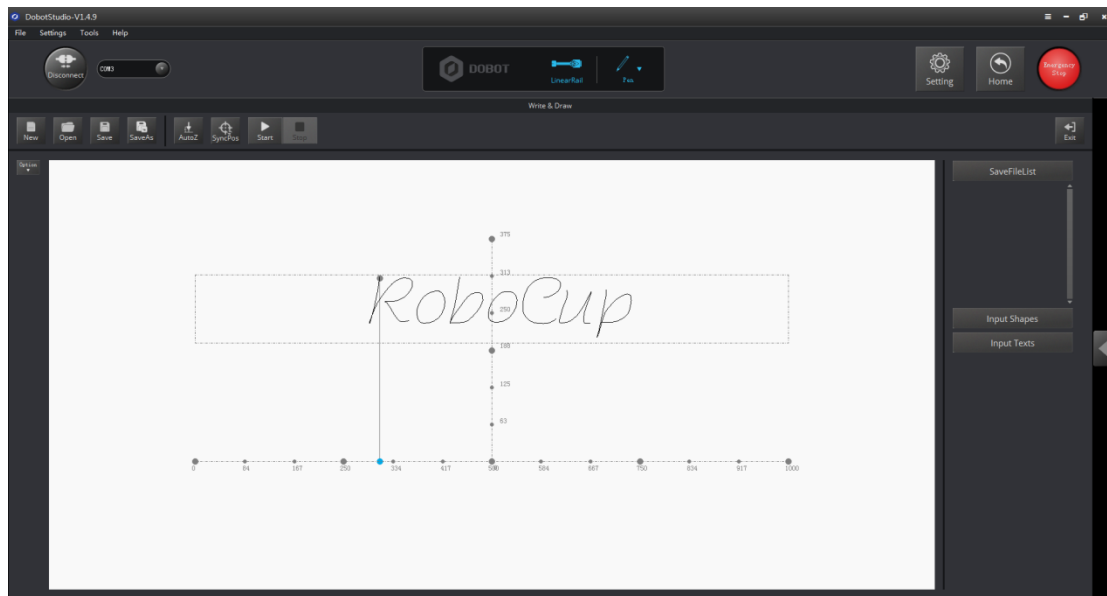 DobotStudio-V1.4.9
File Settings Tools Help
Disconnect
COM3
DOBOT
LinearRail
Pen
Setting
Home
Emergency Stop
Write & Draw
New Open Save SaveAs AutoZ SyncPos Start Stop
Exit
Option
SaveFileList
375
313
RoboCup
250
188
125
63
0 84 167 250 334 417 500 584 667 750 834 917 1000
Input Shapes
Input Texts